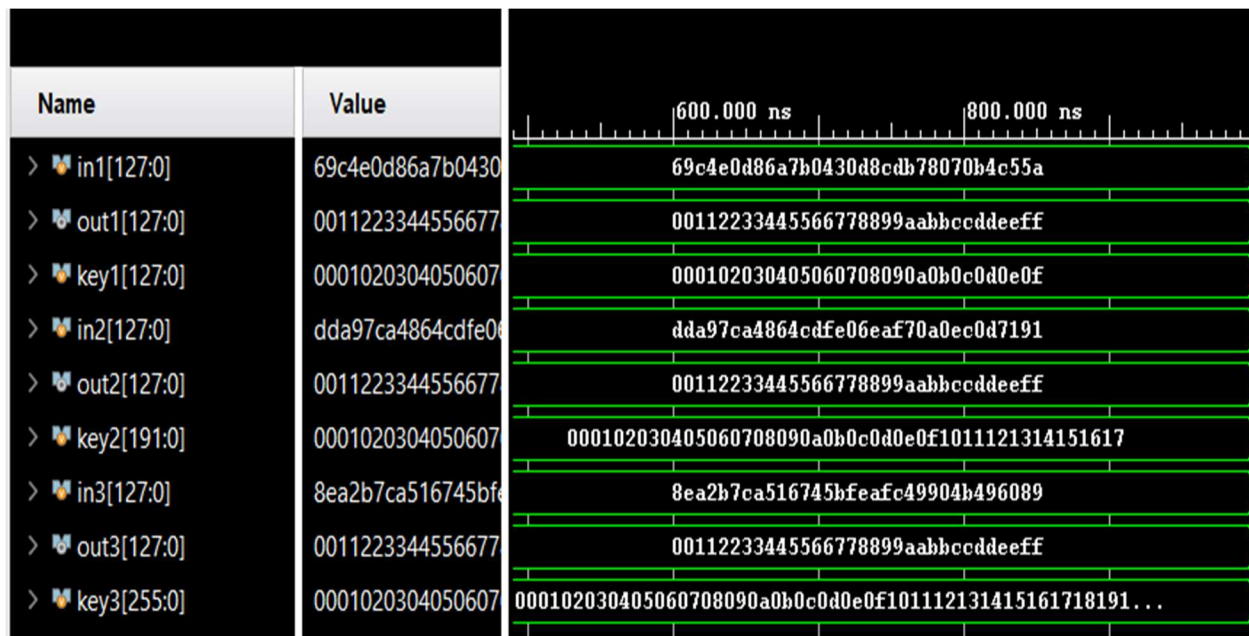 Name Value 600.000 ns 800.000 ns
in1[127:0] 69c4e0d86a7b0430 69c4e0d86a7b0430d8cdb78070b4c55a
out1[127:0] 0011223344556677 00112233445566778899aabbccddeeff
key1[127:0] 0001020304050607 000102030405060708090a0b0c0d0e0f
in2[127:0] dda97ca4864cdfe0 dda97ca4864cdfe06eaf70a0ec0d7191
out2[127:0] 0011223344556677 00112233445566778899aabbccddeeff
key2[191:0] 0001020304050607 000102030405060708090a0b0c0d0e0f1011121314151617
in3[127:0] 8ea2b7ca516745bfe 8ea2b7ca516745bfeafc49904b496089
out3[127:0] 0011223344556677 00112233445566778899aabbccddeeff
key3[255:0] 0001020304050607 000102030405060708090a0b0c0d0e0f101112131415161718191...